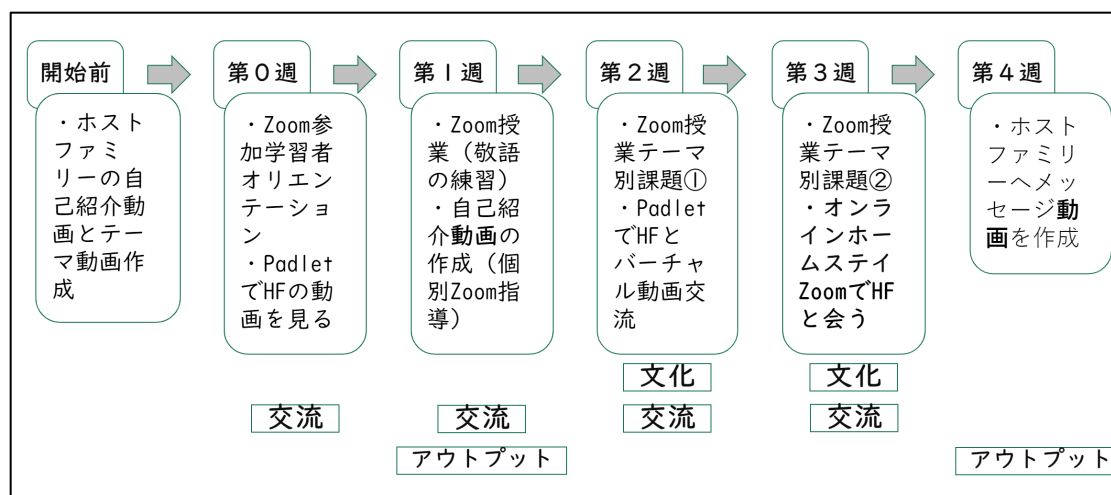 開始前
・ホスト
ファミ
リーの自
己紹介動
画とテー
マ動画作
成
第０週
・Zoom参
加学習者
オリエン
テーショ
ン
・Padlet
でHFの動
画を見る
交流
第１週
・Zoom授
業（敬語
の練習）
・自己紹
介動画の
作成（個
別Zoom指
導）
交流
アウトプット
第２週
・Zoom授
業テーマ
別課題①
・Padlet
でHFと
バーチャ
ル動画交
流
文化
交流
第３週
・Zoom授
業テーマ
別課題②
・オンラ
インホー
ムステイ
ZoomでHF
と会う
文化
交流
第４週
・ホスト
ファミリ
ーへメッ
セージ動
画を作成
アウトプット